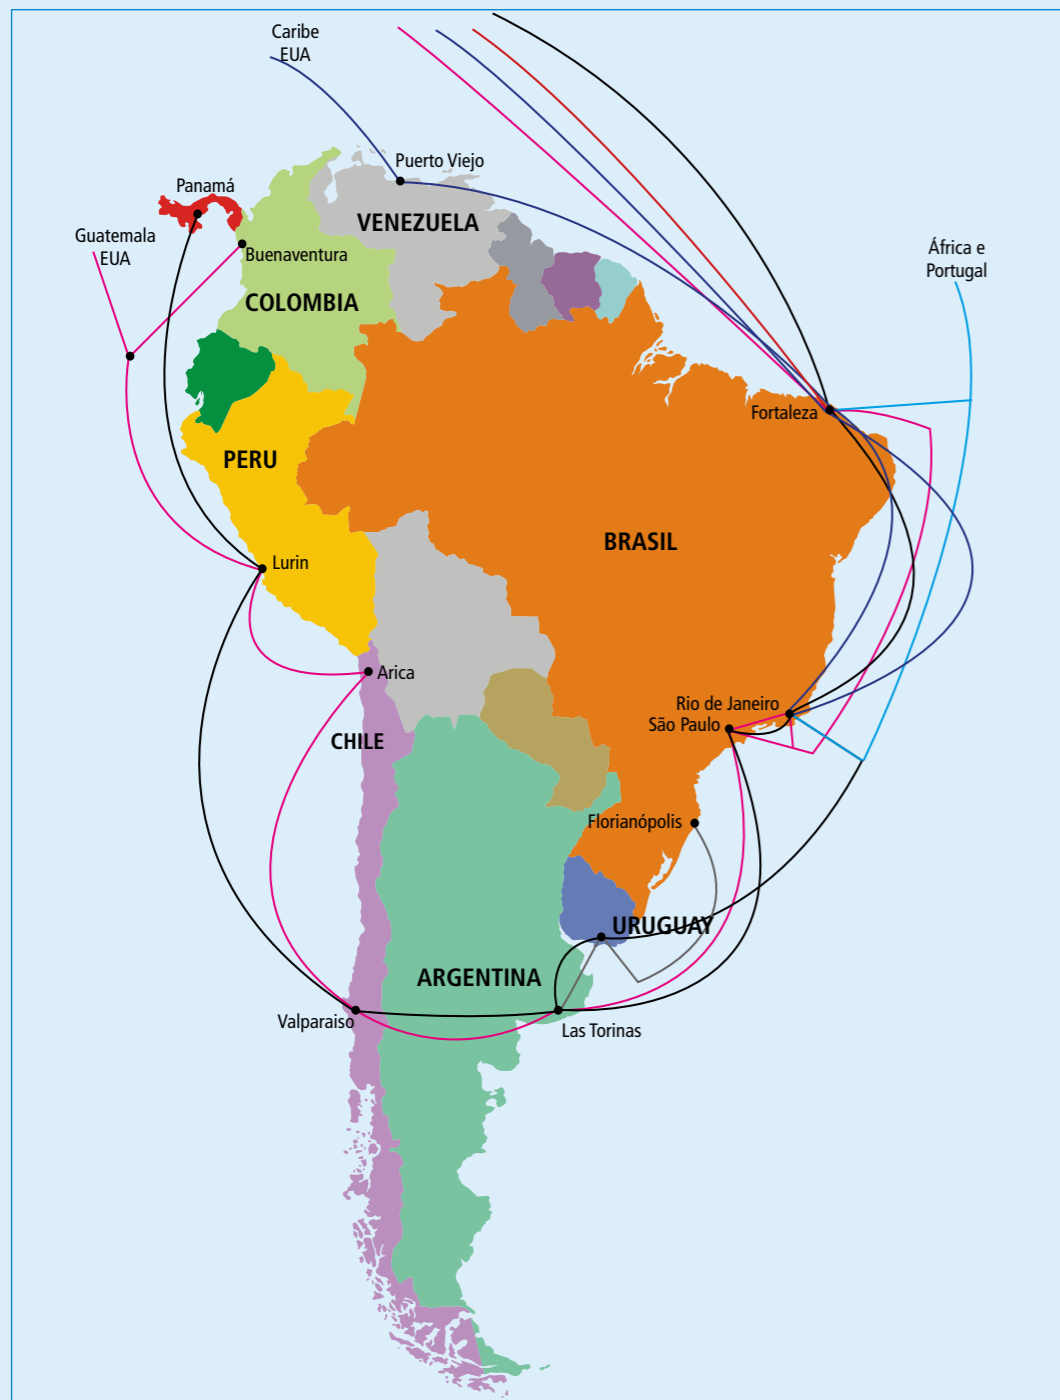 Caribe
EUA
Puerto Viejo
Panamá
VENEZUELA
Guatemala
EUA
Buenaventura
África e
Portugal
COLOMBIA
Fortaleza
PERU
BRASIL
Lurin
Arica
Rio de Janeiro
São Paulo
CHILE
Florianópolis
URUGUAY
ARGENTINA
Valparaiso
Las Torinas